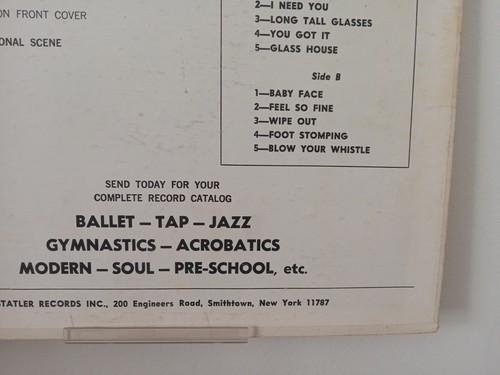 ON FRONT COVER
ONAL SCENE
2—I NEED YOU
3—LONG TALL GLASSES
4—YOU GOT IT
5—GLASS HOUSE
Side B
1—BABY FACE
2—FEEL SO FINE
3—WIPE OUT
4—FOOT STOMPING
5—BLOW YOUR WHISTLE
SEND TODAY FOR YOUR
COMPLETE RECORD CATALOG
BALLET — TAP — JAZZ
GYMNASTICS — ACROBATICS
MODERN — SOUL — PRE-SCHOOL, etc.
STATLER RECORDS INC., 200 Engineers Road, Smithtown, New York 11787